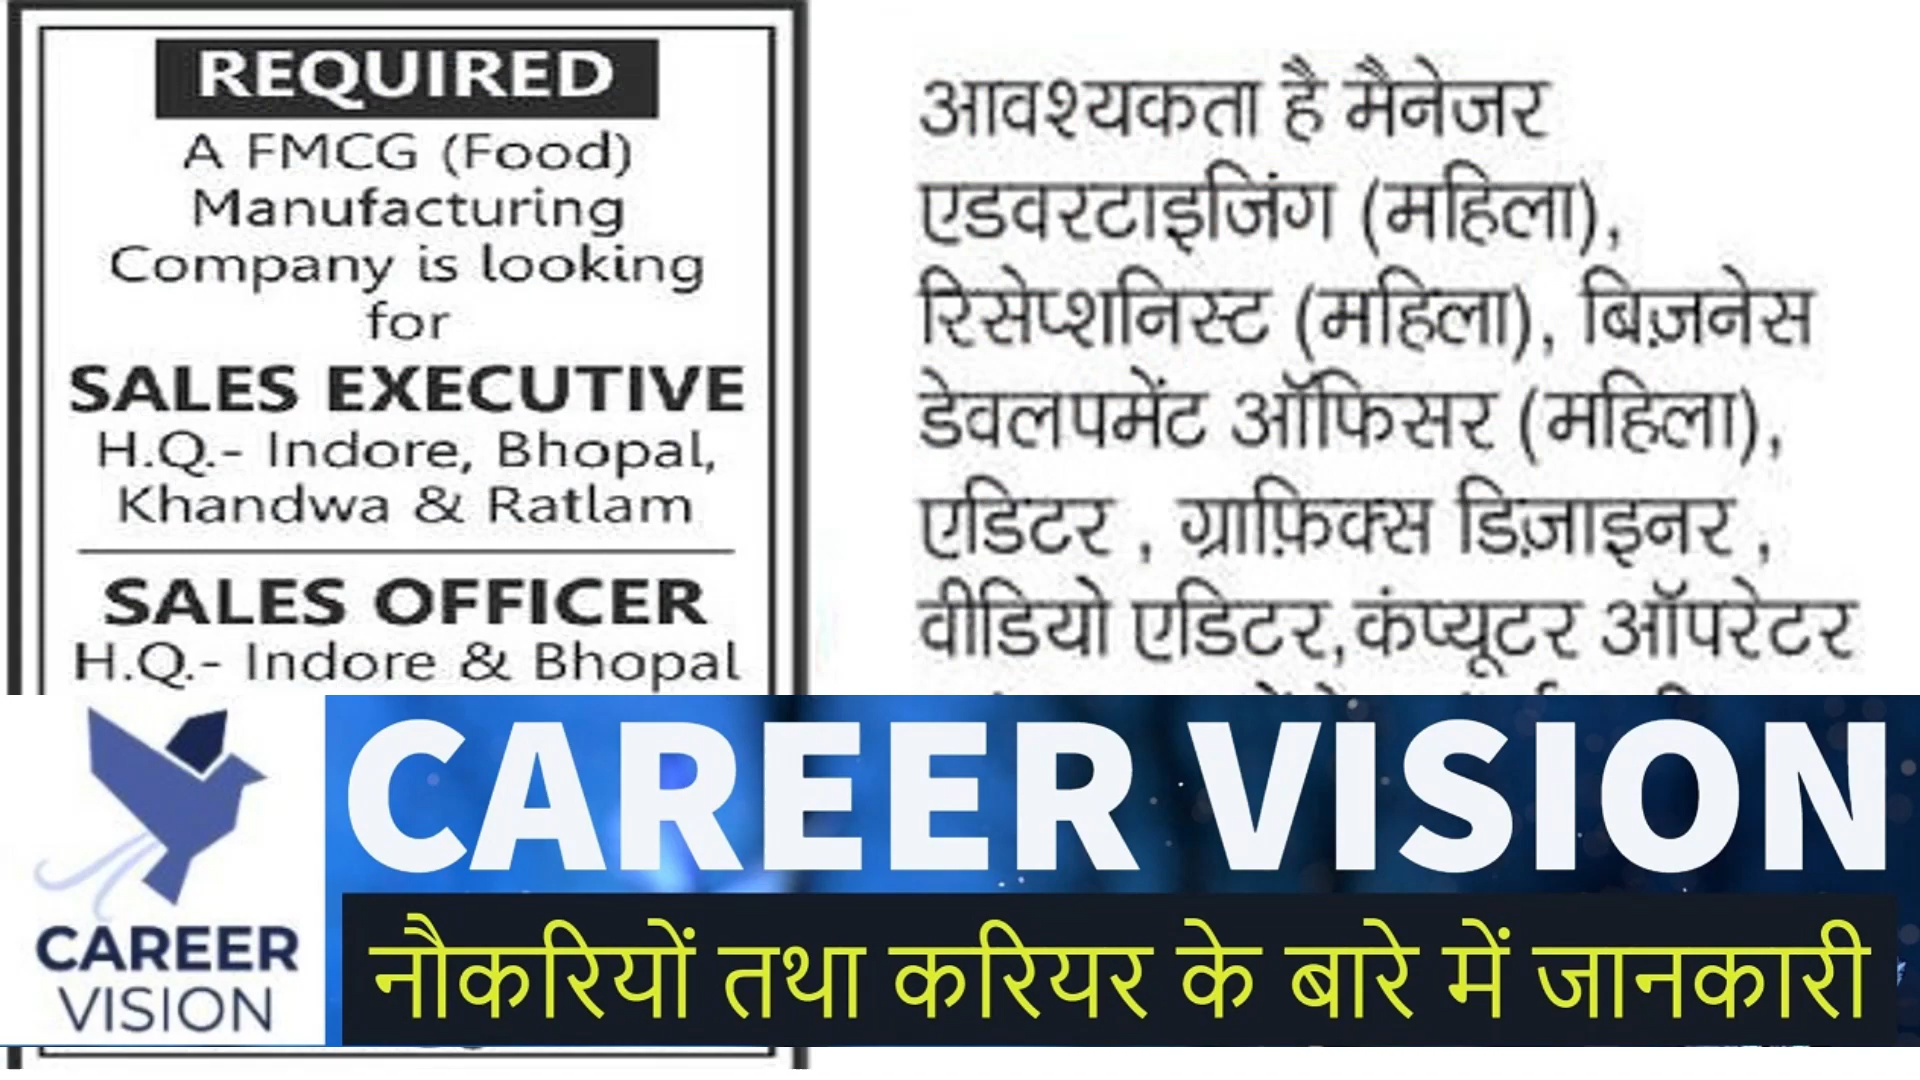 REQUIRED
A FMCG (Food)
Manufacturing
Company is looking
for
SALES EXECUTIVE
H.Q.- Indore, Bhopal,
Khandwa & Ratlam
SALES OFFICER
H.Q.- Indore & Bhopal
आवश्यकता है मैनेजर
एडवरटाइजिंग (महिला),
रिसेप्शनिस्ट (महिला), बिज़नेस
डेवलपमेंट ऑफिसर (महिला),
एडिटर , ग्राफ़िक्स डिज़ाइनर ,
वीडियो एडिटर,कंप्यूटर ऑपरेटर
CAREER
VISION
CAREER VISION
नौकरियों तथा करियर के बारे में जानकारी